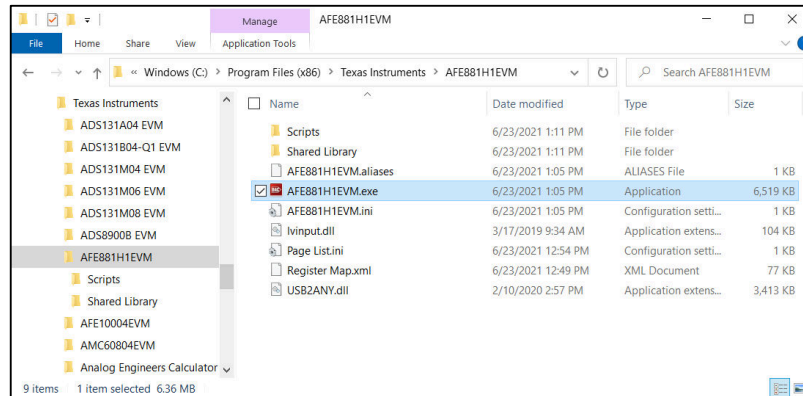 Manage AFE881H1EVM
File Home Share View Application Tools
« Windows (C:) > Program Files (x86) > Texas Instruments > AFE881H1EVM Search AFE881H1EVM
Texas Instruments
ADS131A04 EVM
ADS131B04-Q1 EVM
ADS131M04 EVM
ADS131M06 EVM
ADS131M08 EVM
ADS8900B EVM
AFE881H1EVM
Scripts
Shared Library
AFE10004EVM
AMC60804EVM
Analog Engineers Calculator
Name Date modified Type Size
Scripts 6/23/2021 1:11 PM File folder
Shared Library 6/23/2021 1:11 PM File folder
AFE881H1EVM.aliases 6/23/2021 1:05 PM ALIASES File 1 KB
AFE881H1EVM.exe 6/23/2021 1:05 PM Application 6,519 KB
AFE881H1EVM.ini 6/23/2021 1:05 PM Configuration setti... 1 KB
lvinput.dll 3/17/2019 9:34 AM Application extens... 104 KB
Page List.ini 6/23/2021 12:54 PM Configuration setti... 1 KB
Register Map.xml 6/23/2021 12:49 PM XML Document 77 KB
USB2ANY.dll 2/10/2020 2:57 PM Application extens... 3,413 KB
9 items 1 item selected 6.36 MB